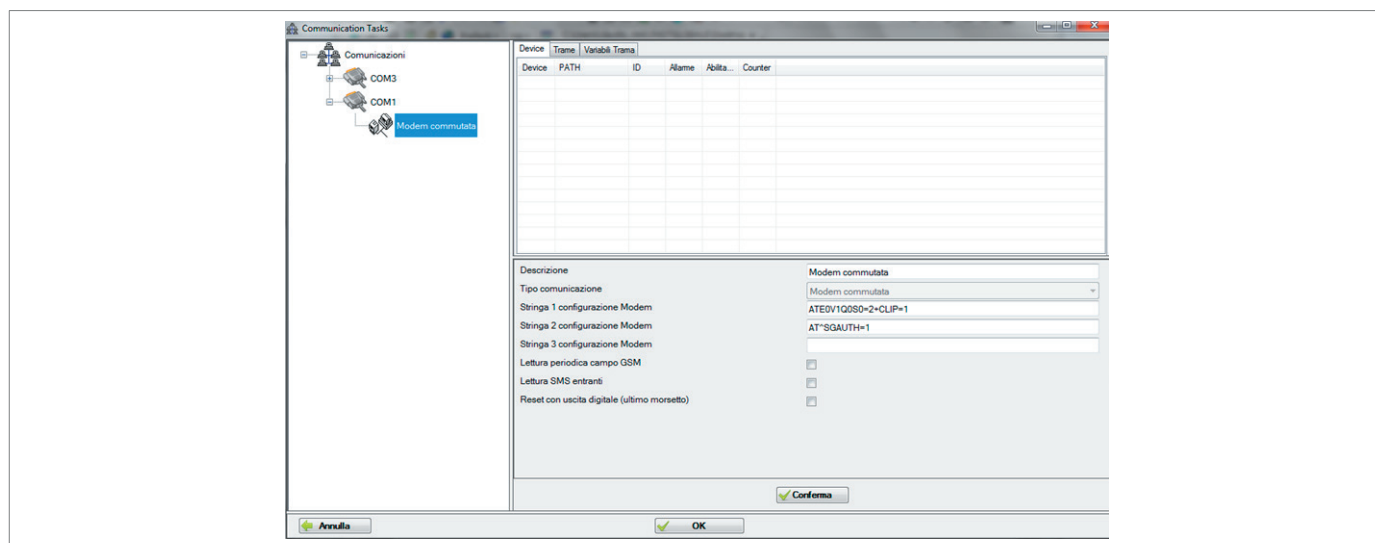 Communication Tasks
Comunicazioni
COM3
COM1
Modem commutata
Device Trame Variabili Trama
Device PATH ID Allarme Abilita... Counter
Descrizione Modem commutata
Tipo comunicazione Modem commutata
Stringa 1 configurazione Modem ATE0V1Q0S0=2+CLIP=1
Stringa 2 configurazione Modem AT^SGAUTH=1
Stringa 3 configurazione Modem
Lettura periodica campo GSM
Lettura SMS entranti
Reset con uscita digitale (ultimo morsetto)
Conferma
Annulla OK